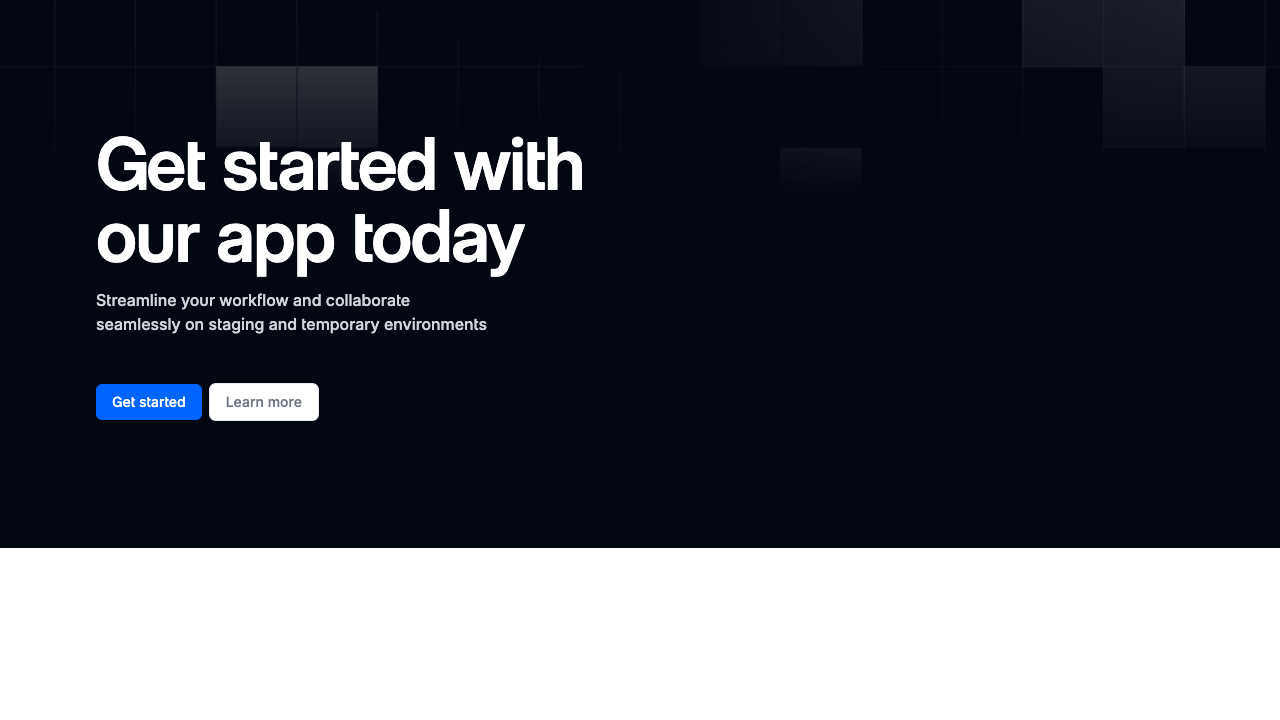 Get started with
our app today
Streamline your workflow and collaborate
seamlessly on staging and temporary environments
Get started
Learn more